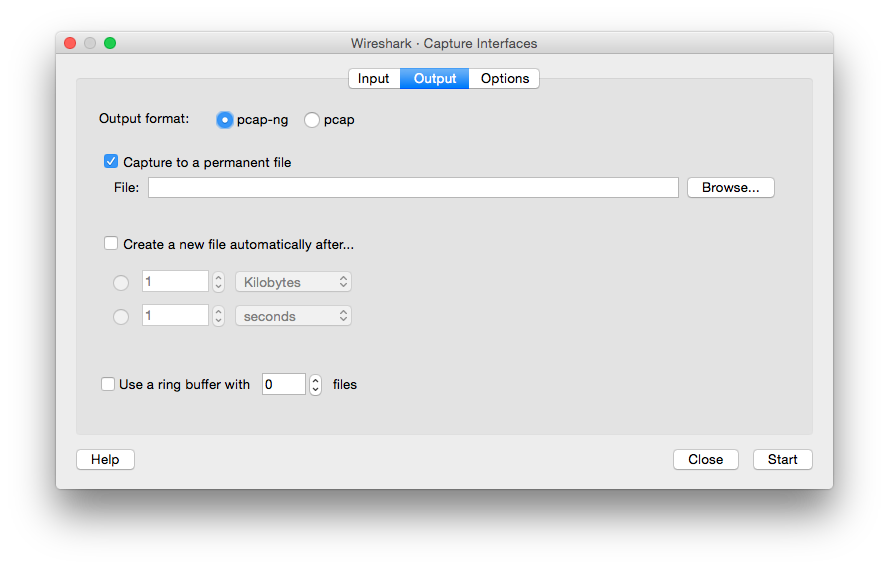 Wireshark · Capture Interfaces
Input Output Options
Output format: pcap-ng pcap
Capture to a permanent file
File: Browse...
Create a new file automatically after...
1 Kilobytes
1 seconds
Use a ring buffer with 0 files
Help Close Start